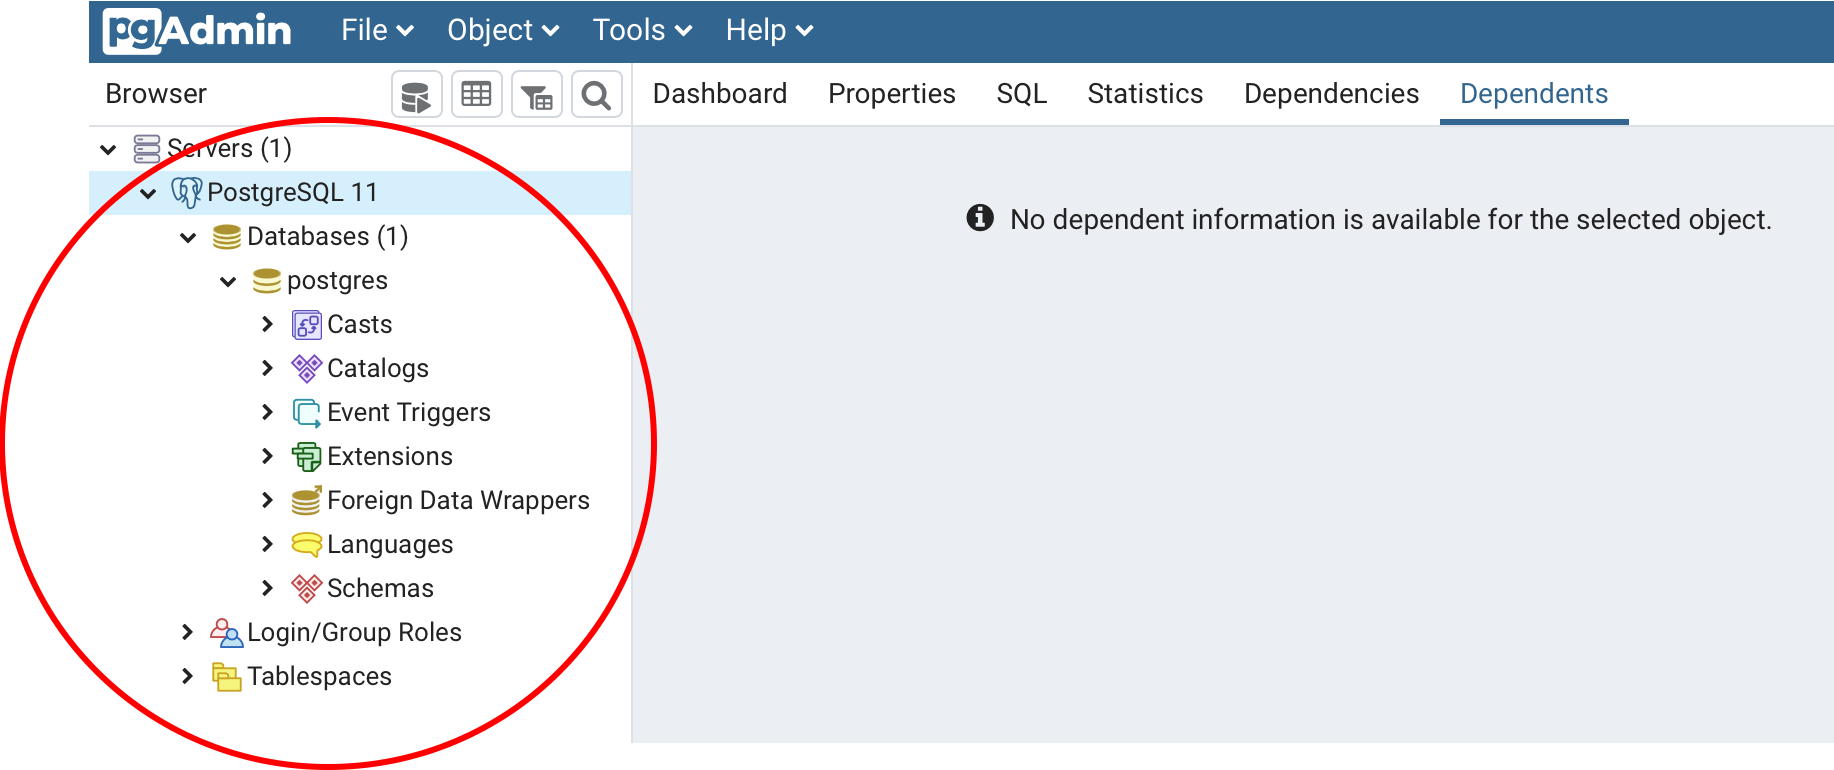 pgAdmin File Object Tools Help
Browser Dashboard Properties SQL Statistics Dependencies Dependents
Servers (1)
PostgreSQL 11
Databases (1)
postgres
Casts
Catalogs
Event Triggers
Extensions
Foreign Data Wrappers
Languages
Schemas
Login/Group Roles
Tablespaces
No dependent information is available for the selected object.